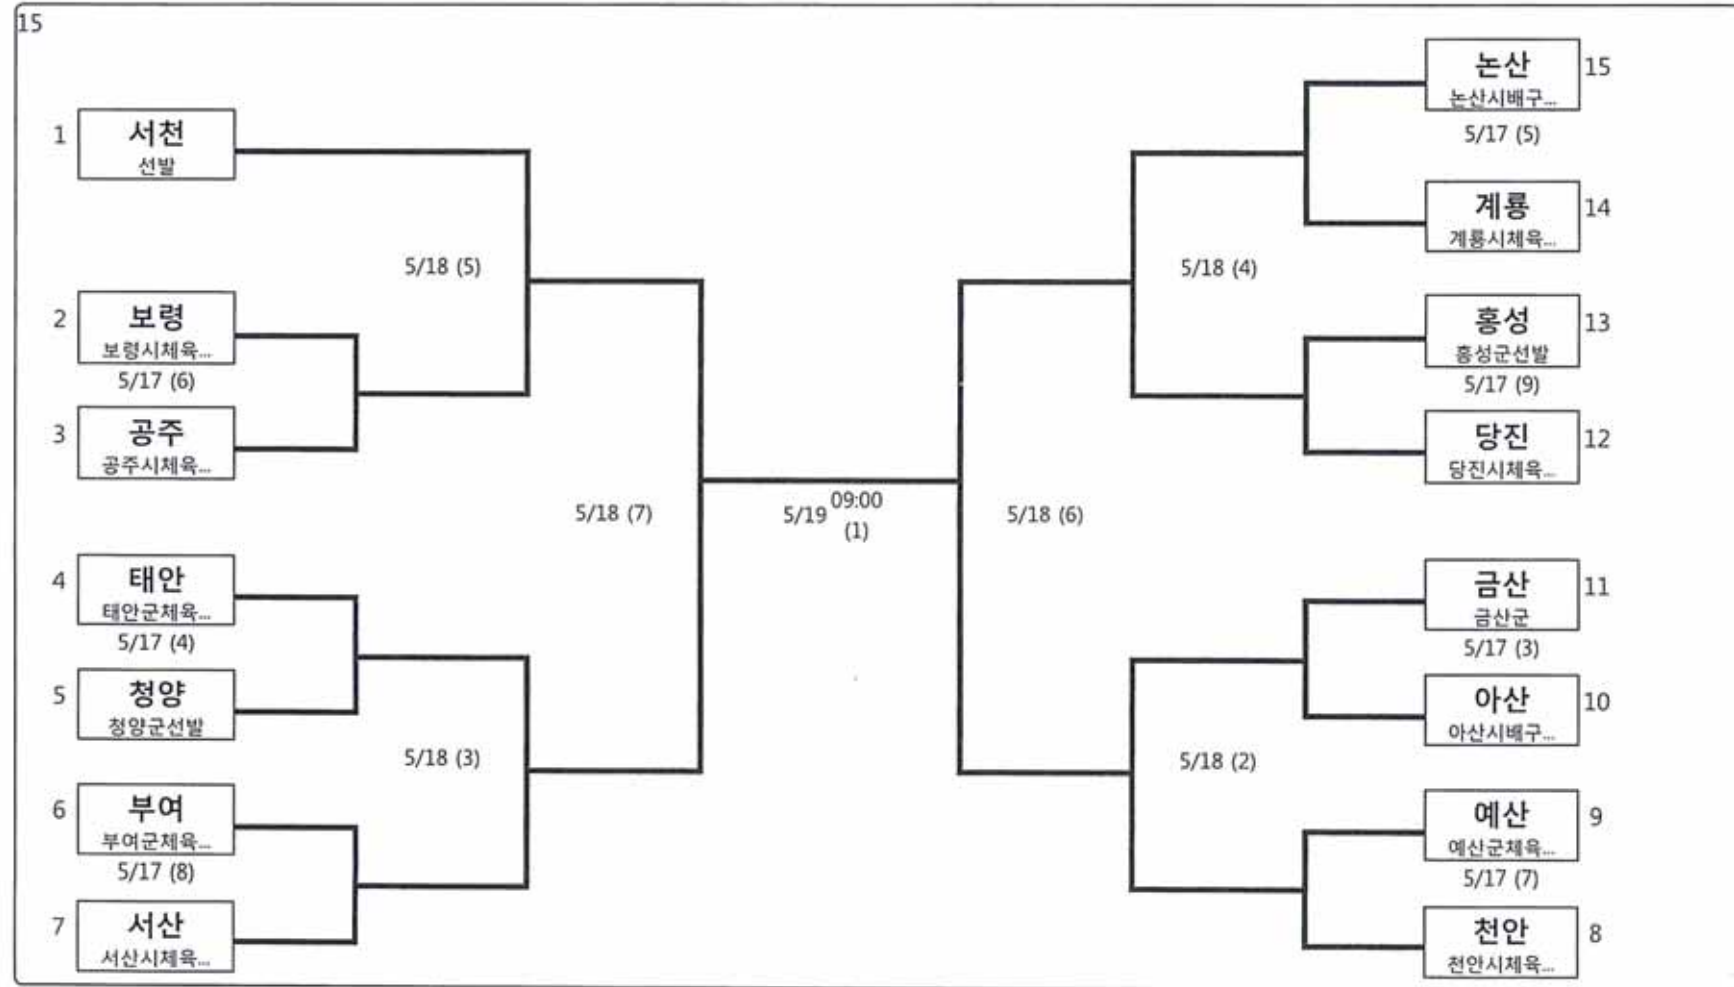 15
1
서천
선발
5/18 (5)
2
보령
보령시체육...
5/17 (6)
3
공주
공주시체육...
5/18 (7)
4
태안
태안군체육...
5/17 (4)
5
청양
청양군선발
5/18 (3)
6
부여
부여군체육...
5/17 (8)
7
서산
서산시체육...
5/19 09:00
(1)
논산
15
논산시배구...
5/17 (5)
계룡
14
계룡시체육...
5/18 (4)
홍성
13
홍성군선발
5/17 (9)
당진
12
당진시체육...
5/18 (6)
금산
11
금산군
5/17 (3)
아산
10
아산시배구...
5/18 (2)
예산
9
예산군체육...
5/17 (7)
천안
8
천안시체육...